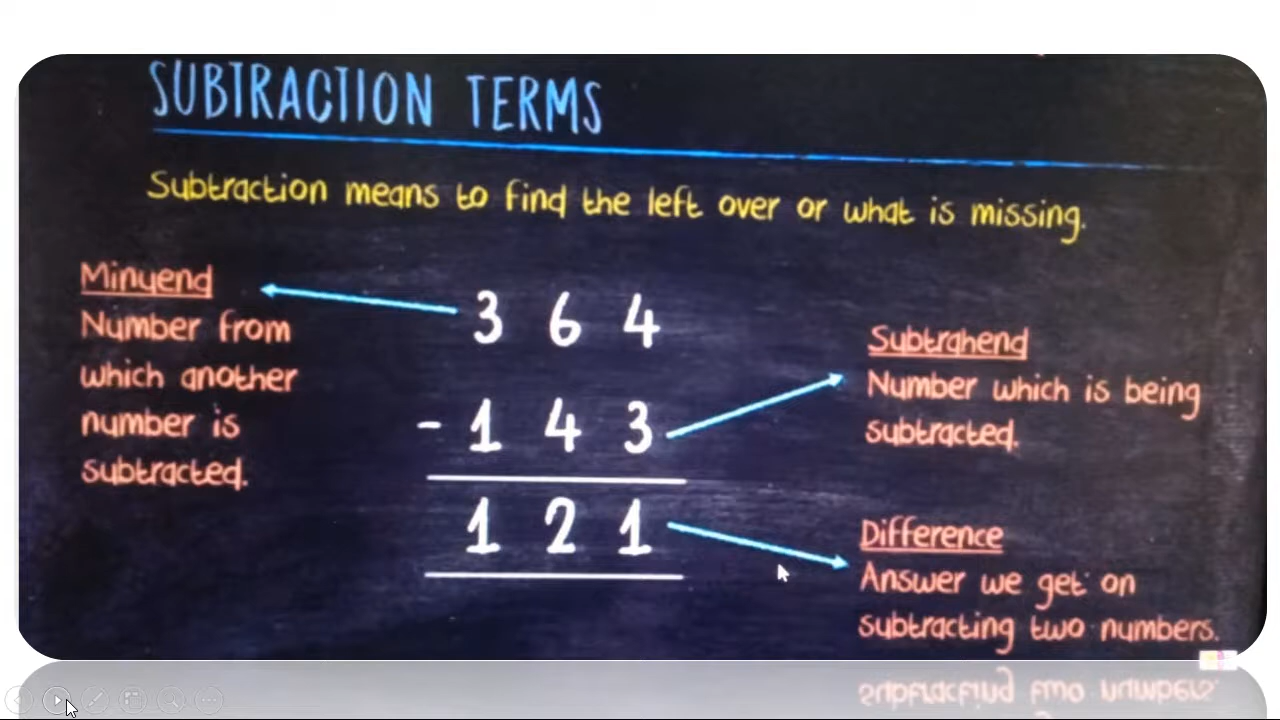 SUBTRACTION TERMS
Subtraction means to find the left over or what is missing.
Minuend
Number from
which another
number is
subtracted.
3 6 4
- 1 4 3
1 2 1
Subtrahend
Number which is being
subtracted.
Difference
Answer we get on
subtracting two numbers.